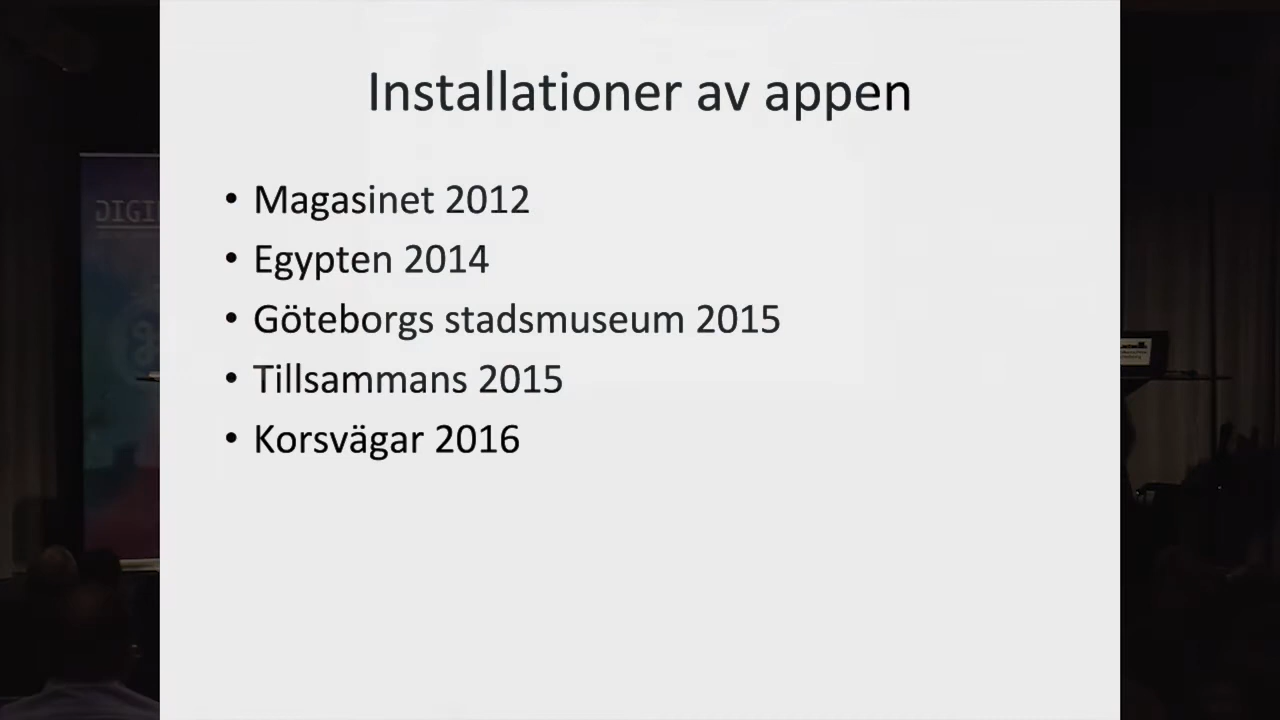 Installationer av appen
• Magasinet 2012
• Egypten 2014
• Göteborgs stadsmuseum 2015
• Tillsammans 2015
• Korsvägar 2016